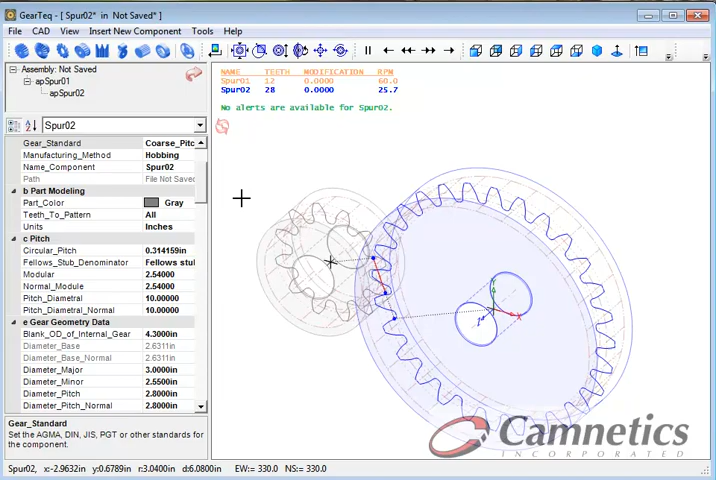 GearTeq - [ Spur02* in Not Saved* ]
File CAD View Insert New Component Tools Help
Assembly: Not Saved
apSpur01
apSpur02
Spur02
Gear_Standard Coarse_Pitc
Manufacturing_Method Hobbing
Name_Component Spur02
Path File Not Saved
b Part Modeling
Part_Color Gray
Teeth_To_Pattern All
Units Inches
c Pitch
Circular_Pitch 0.314159in
Fellows_Stub_Denominator Fellows stul
Modular 2.54000
Normal_Module 2.54000
Pitch_Diametral 10.00000
Pitch_Diametral_Normal 10.00000
e Gear Geometry Data
Blank_OD_of_Internal_Gear 4.3000in
Diameter_Base 2.6311in
Diameter_Base_Normal 2.6311in
Diameter_Major 3.0000in
Diameter_Minor 2.5500in
Diameter_Pitch 2.8000in
Diameter_Pitch_Normal 2.8000in
Gear_Standard
Set the AGMA, DIN, JIS, PGT or other standards for the component.
NAME TEETH MODIFICATION RPM
Spur01 12 0.0000 60.0
Spur02 28 0.0000 25.7
No alerts are available for Spur02.
Y
X
Z
Camnetics
INCORPORATED
Spur02, x:-2.9632in y:0.6789in r:3.0400in d:6.0800in EW:= 330.0 NS:= 330.0